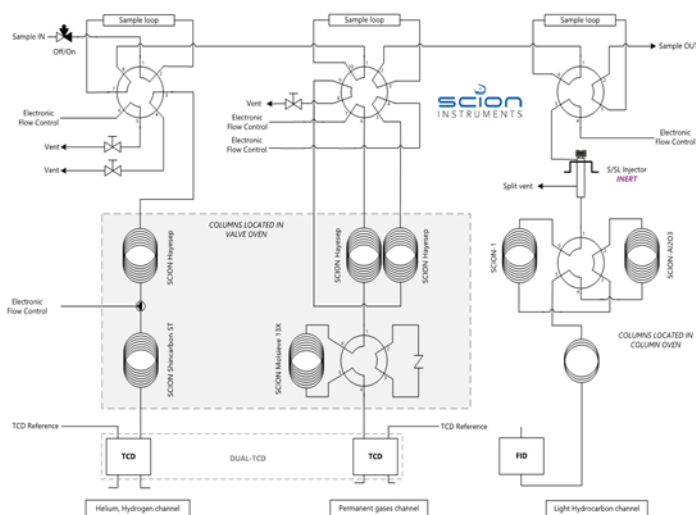 Sample loop
Sample loop
Sample loop
Sample IN
Off/On
Sample OUT
Electronic
Flow Control
Vent
Vent
Vent
Electronic
Flow Control
Electronic
Flow Control
SCION
INSTRUMENTS
Electronic
Flow Control
S/SL Injector
INERT
Split vent
COLUMNS LOCATED IN
VALVE OVEN
SCION Hayesep
SCION Hayesep
SCION Hayesep
SCION-1
SCION-Al2O3
Electronic
Flow Control
SCION Shincarbon ST
SCION Molsieve 13X
COLUMNS LOCATED IN
COLUMN OVEN
TCD Reference
TCD Reference
TCD
DUAL-TCD
TCD
FID
Helium, Hydrogen channel
Permanent gases channel
Light Hydrocarbon channel